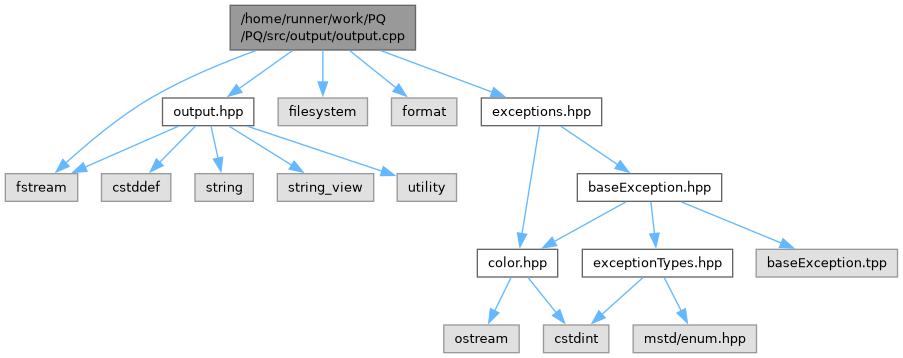 /home/runner/work/PQ
/PQ/src/output/output.cpp
output.hpp
filesystem
format
exceptions.hpp
fstream
cstddef
string
string_view
utility
baseException.hpp
color.hpp
exceptionTypes.hpp
baseException.tpp
ostream
cstdint
mstd/enum.hpp